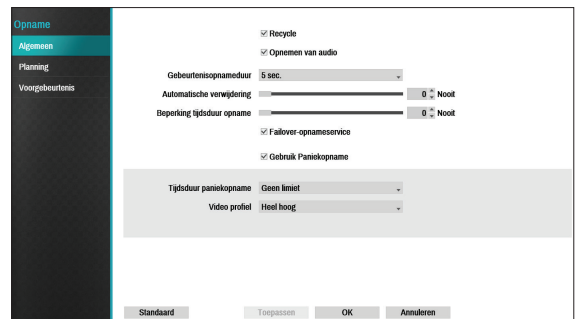 Opname
Algemeen
Planning
Voorgebeurtenis
Recycle
Opnemen van audio
Gebeurtenisopnameduur 5 sec.
Automatische verwijdering 0 Nooit
Beperking tijdsduur opname 0 Nooit
Failover-opnameservice
Gebruik Paniekopname
Tijdsduur paniekopname Geen limiet
Video profiel Heel hoog
Standaard Toepassen OK Annuleren